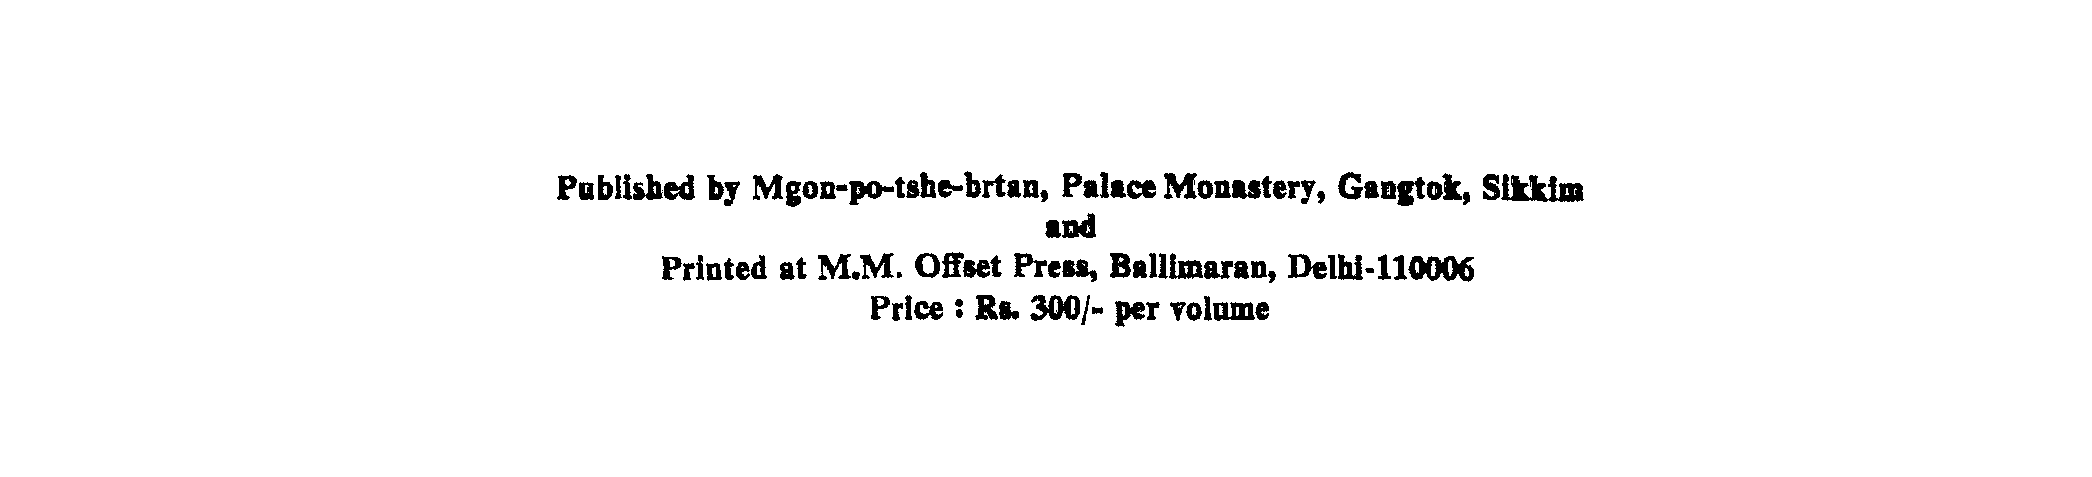 Published by Mgon-po-tshe-brtan, Palace Monastery, Gangtok, Sikkim
and
Printed at M.M. Offset Press, Ballimaran, Delhi-110006
Price : Rs. 300/- per volume